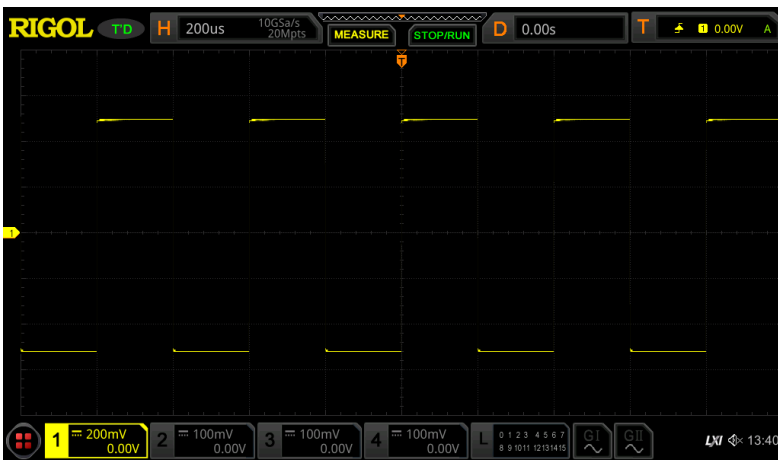 RIGOL T'D H 200us 10GSa/s 20Mpts MEASURE STOP/RUN D 0.00s T 1 0.00V A
T
1
1 200mV 0.00V 2 100mV 0.00V 3 100mV 0.00V 4 100mV 0.00V L 0 1 2 3 4 5 6 7 8 9 10 11 12 13 14 15 GI GII LXI 13:40